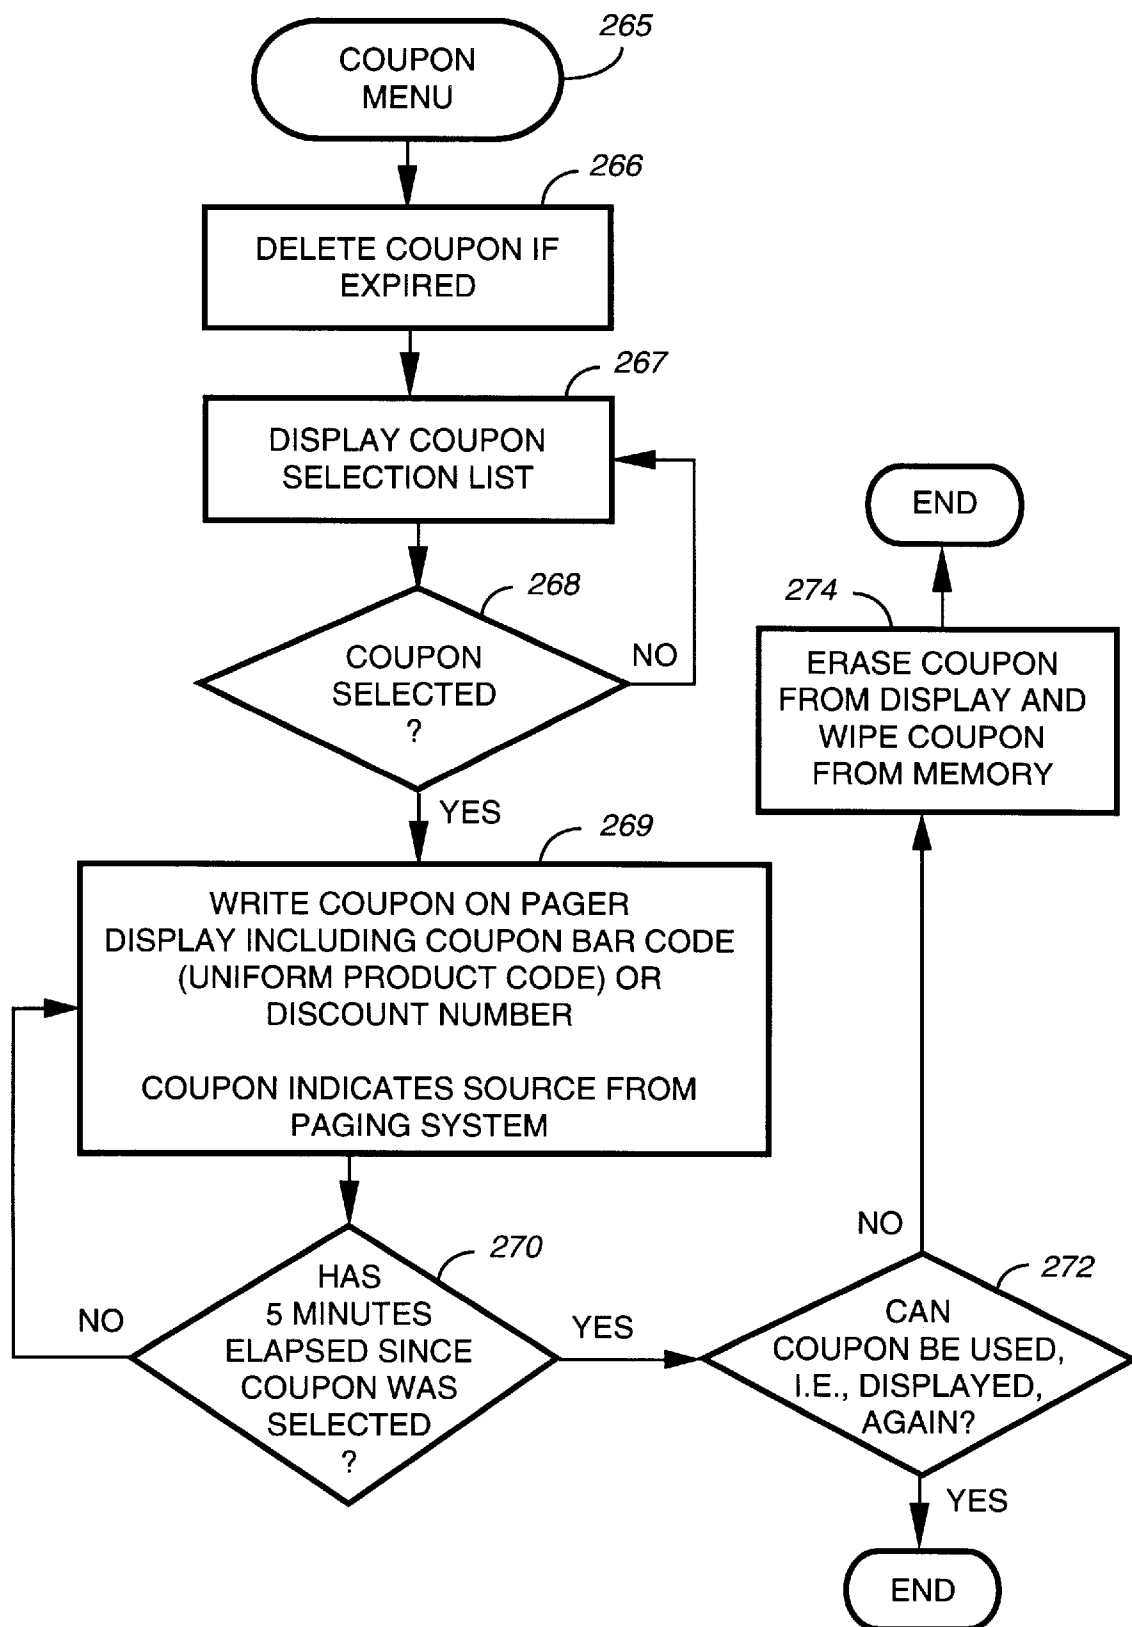 265
COUPON
MENU
266
DELETE COUPON IF
EXPIRED
267
DISPLAY COUPON
SELECTION LIST
268
COUPON
SELECTED
?
NO
YES
269
WRITE COUPON ON PAGER
DISPLAY INCLUDING COUPON BAR CODE
(UNIFORM PRODUCT CODE) OR
DISCOUNT NUMBER
COUPON INDICATES SOURCE FROM
PAGING SYSTEM
270
HAS
5 MINUTES
ELAPSED SINCE
COUPON WAS
SELECTED
?
NO
YES
272
CAN
COUPON BE USED,
I.E., DISPLAYED,
AGAIN?
NO
YES
END
274
ERASE COUPON
FROM DISPLAY AND
WIPE COUPON
FROM MEMORY
END